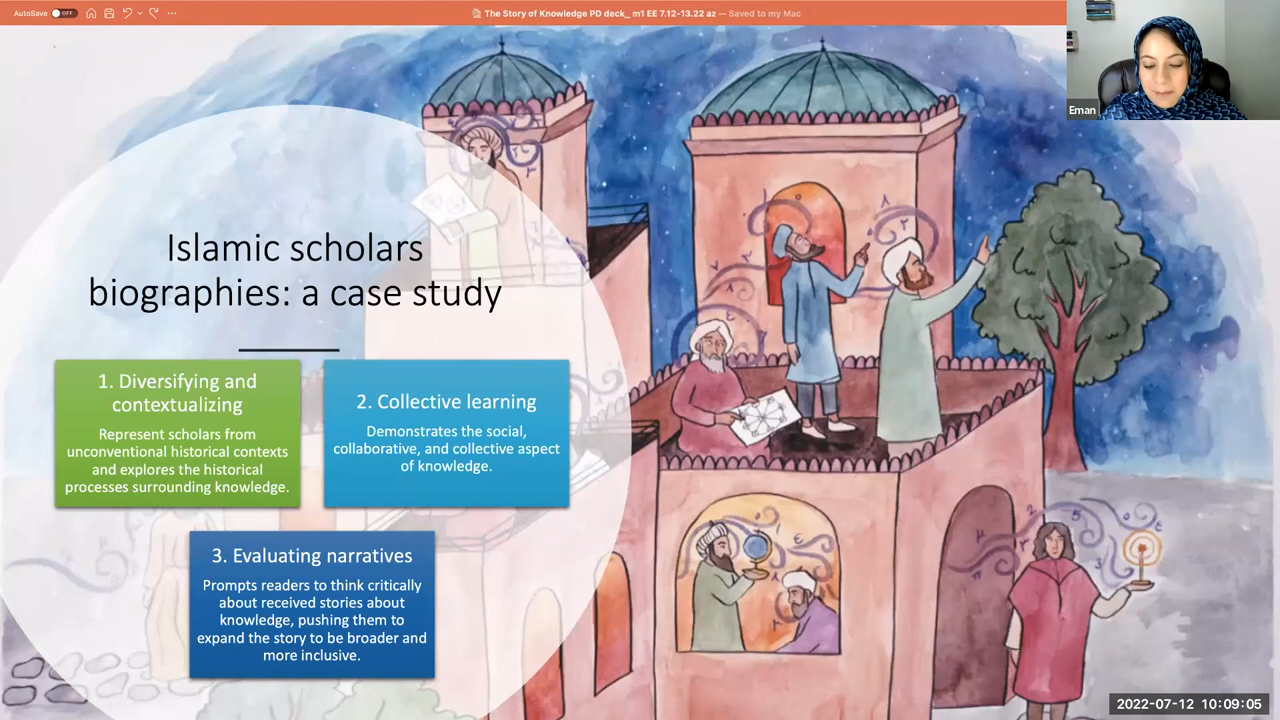 AutoSave OFF
The Story of Knowledge PD deck_ m1 EE 7.12-13.22 az — Saved to my Mac
Eman
Islamic scholars
biographies: a case study
1. Diversifying and
contextualizing
Represent scholars from
unconventional historical contexts
and explores the historical
processes surrounding knowledge.
2. Collective learning
Demonstrates the social,
collaborative, and collective aspect
of knowledge.
3. Evaluating narratives
Prompts readers to think critically
about received stories about
knowledge, pushing them to
expand the story to be broader and
more inclusive.
2022-07-12 10:09:05